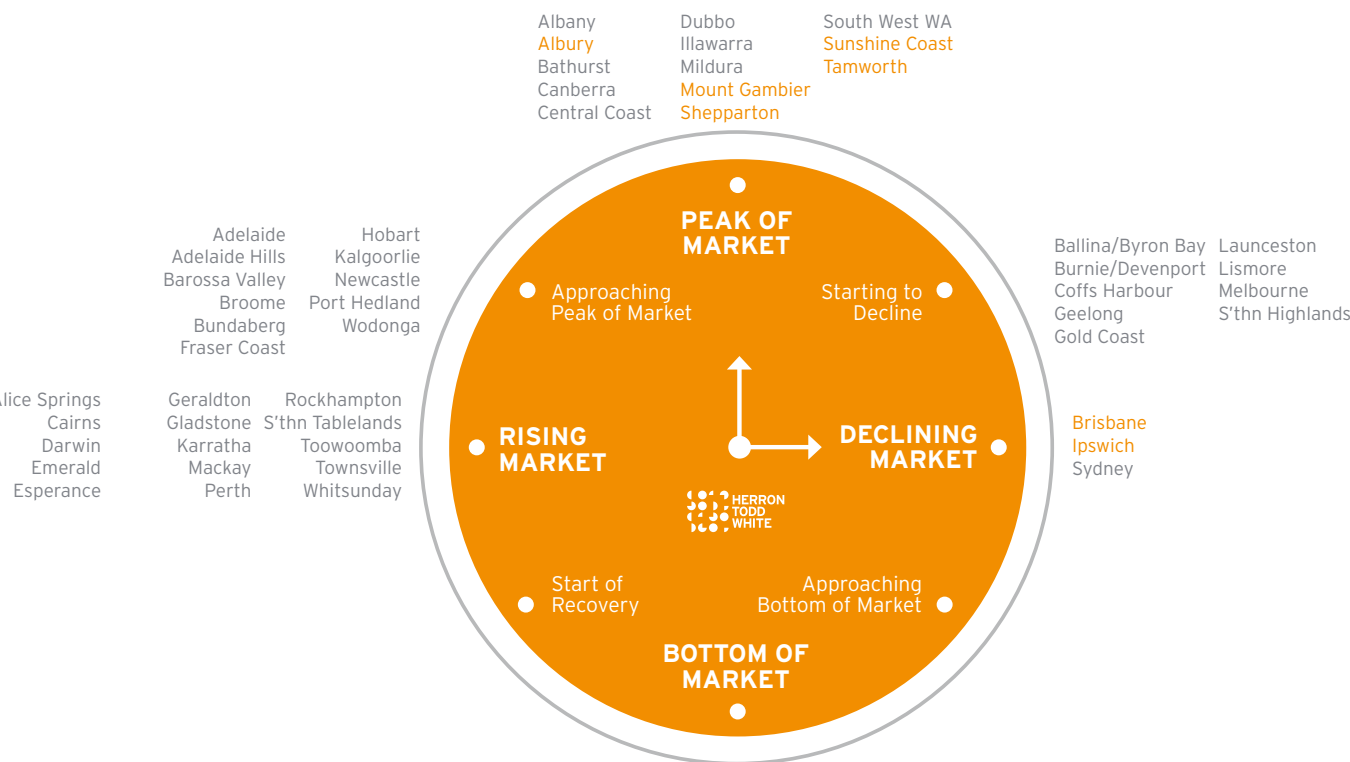 Albany
Albury
Bathurst
Canberra
Central Coast
Dubbo
Illawarra
Mildura
Mount Gambier
Shepparton
South West WA
Sunshine Coast
Tamworth
PEAK OF
MARKET
Adelaide
Adelaide Hills
Barossa Valley
Broome
Bundaberg
Fraser Coast
Hobart
Kalgoorlie
Newcastle
Port Hedland
Wodonga
Approaching
Peak of Market
Starting to
Decline
Ballina/Byron Bay
Burnie/Devenport
Coffs Harbour
Geelong
Gold Coast
Launceston
Lismore
Melbourne
S'thn Highlands
Alice Springs
Cairns
Darwin
Emerald
Esperance
Geraldton
Gladstone
Karratha
Mackay
Perth
Rockhampton
S'thn Tablelands
Toowoomba
Townsville
Whitsunday
RISING
MARKET
DECLINING
MARKET
Brisbane
Ipswich
Sydney
HERRON
TODD
WHITE
Start of
Recovery
Approaching
Bottom of Market
BOTTOM OF
MARKET